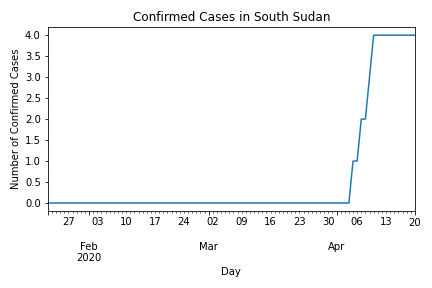 Confirmed Cases in South Sudan
4.0
3.5
3.0
2.5
2.0
1.5
1.0
0.5
0.0
Number of Confirmed Cases
27 03 10 17 24 02 09 16 23 30 06 13 20
Feb Mar Apr
2020
Day